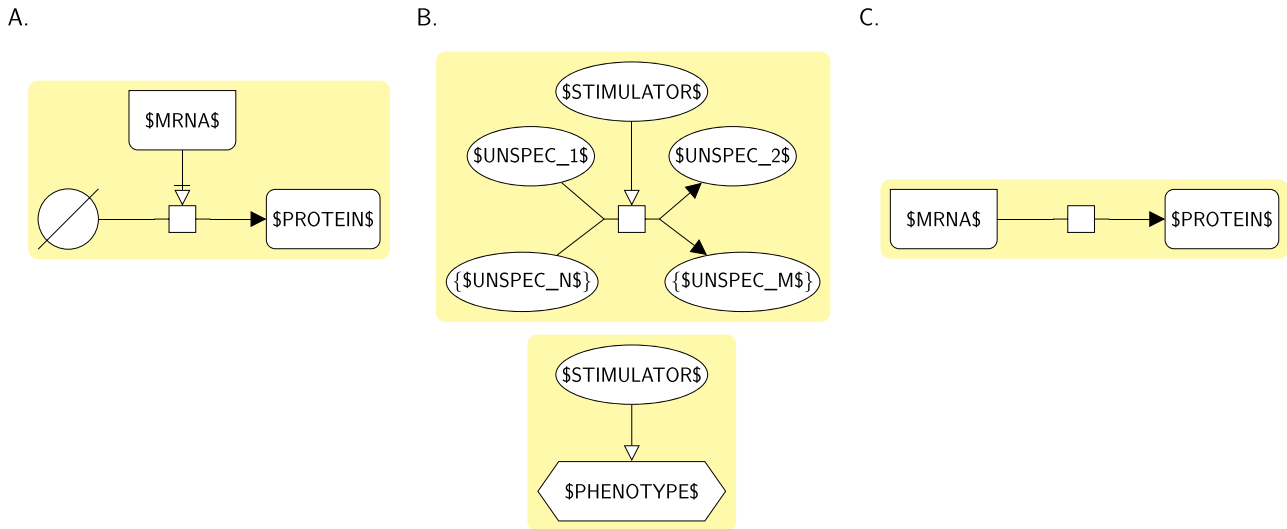 A.
$MRNA$
$PROTEIN$
B.
$STIMULATOR$
$UNSPEC_1$
$UNSPEC_2$
{$UNSPEC_N$}
{$UNSPEC_M$}
$STIMULATOR$
$PHENOTYPE$
C.
$MRNA$
$PROTEIN$